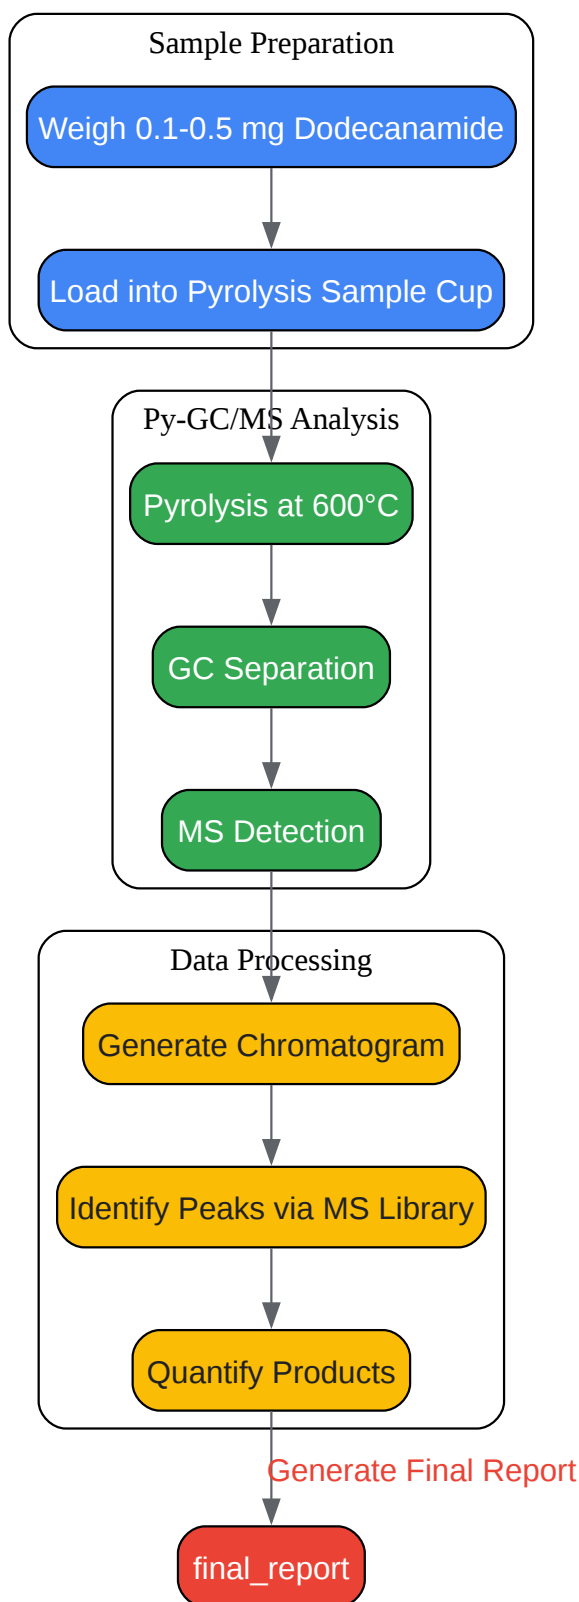 Sample Preparation
Weigh 0.1-0.5 mg Dodecanamide
Load into Pyrolysis Sample Cup
Py-GC/MS Analysis
Pyrolysis at 600°C
GC Separation
MS Detection
Data Processing
Generate Chromatogram
Identify Peaks via MS Library
Quantify Products
Generate Final Report
final_report